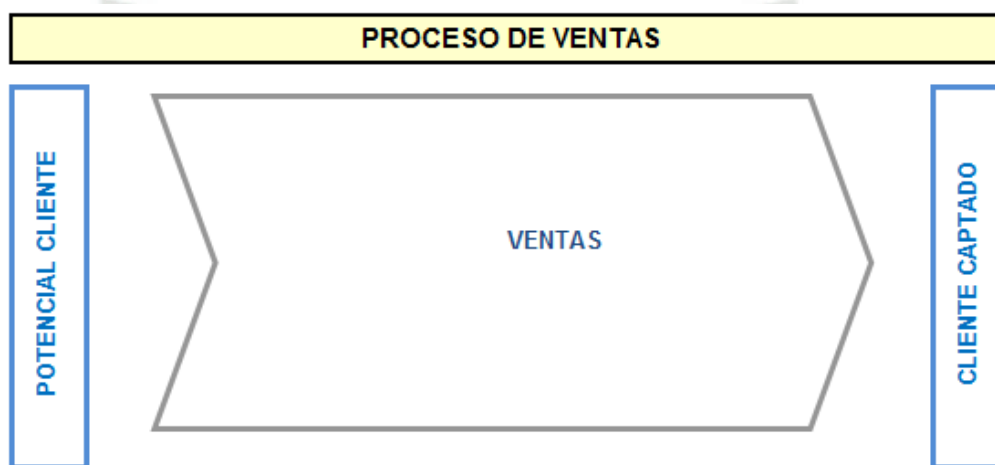 PROCESO DE VENTAS
POTENCIAL CLIENTE
VENTAS
CLIENTE CAPTADO